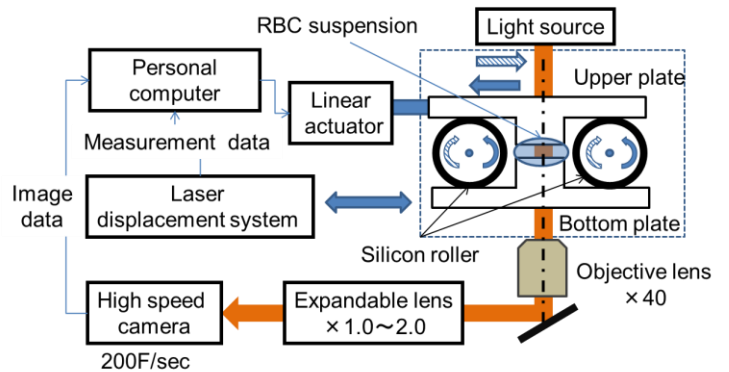 RBC suspension
Light source
Personal
computer
Linear
actuator
Upper plate
Measurement data
Image
data
Laser
displacement system
Bottom plate
Silicon roller
Objective lens
×40
High speed
camera
Expandable lens
×1.0～2.0
200F/sec